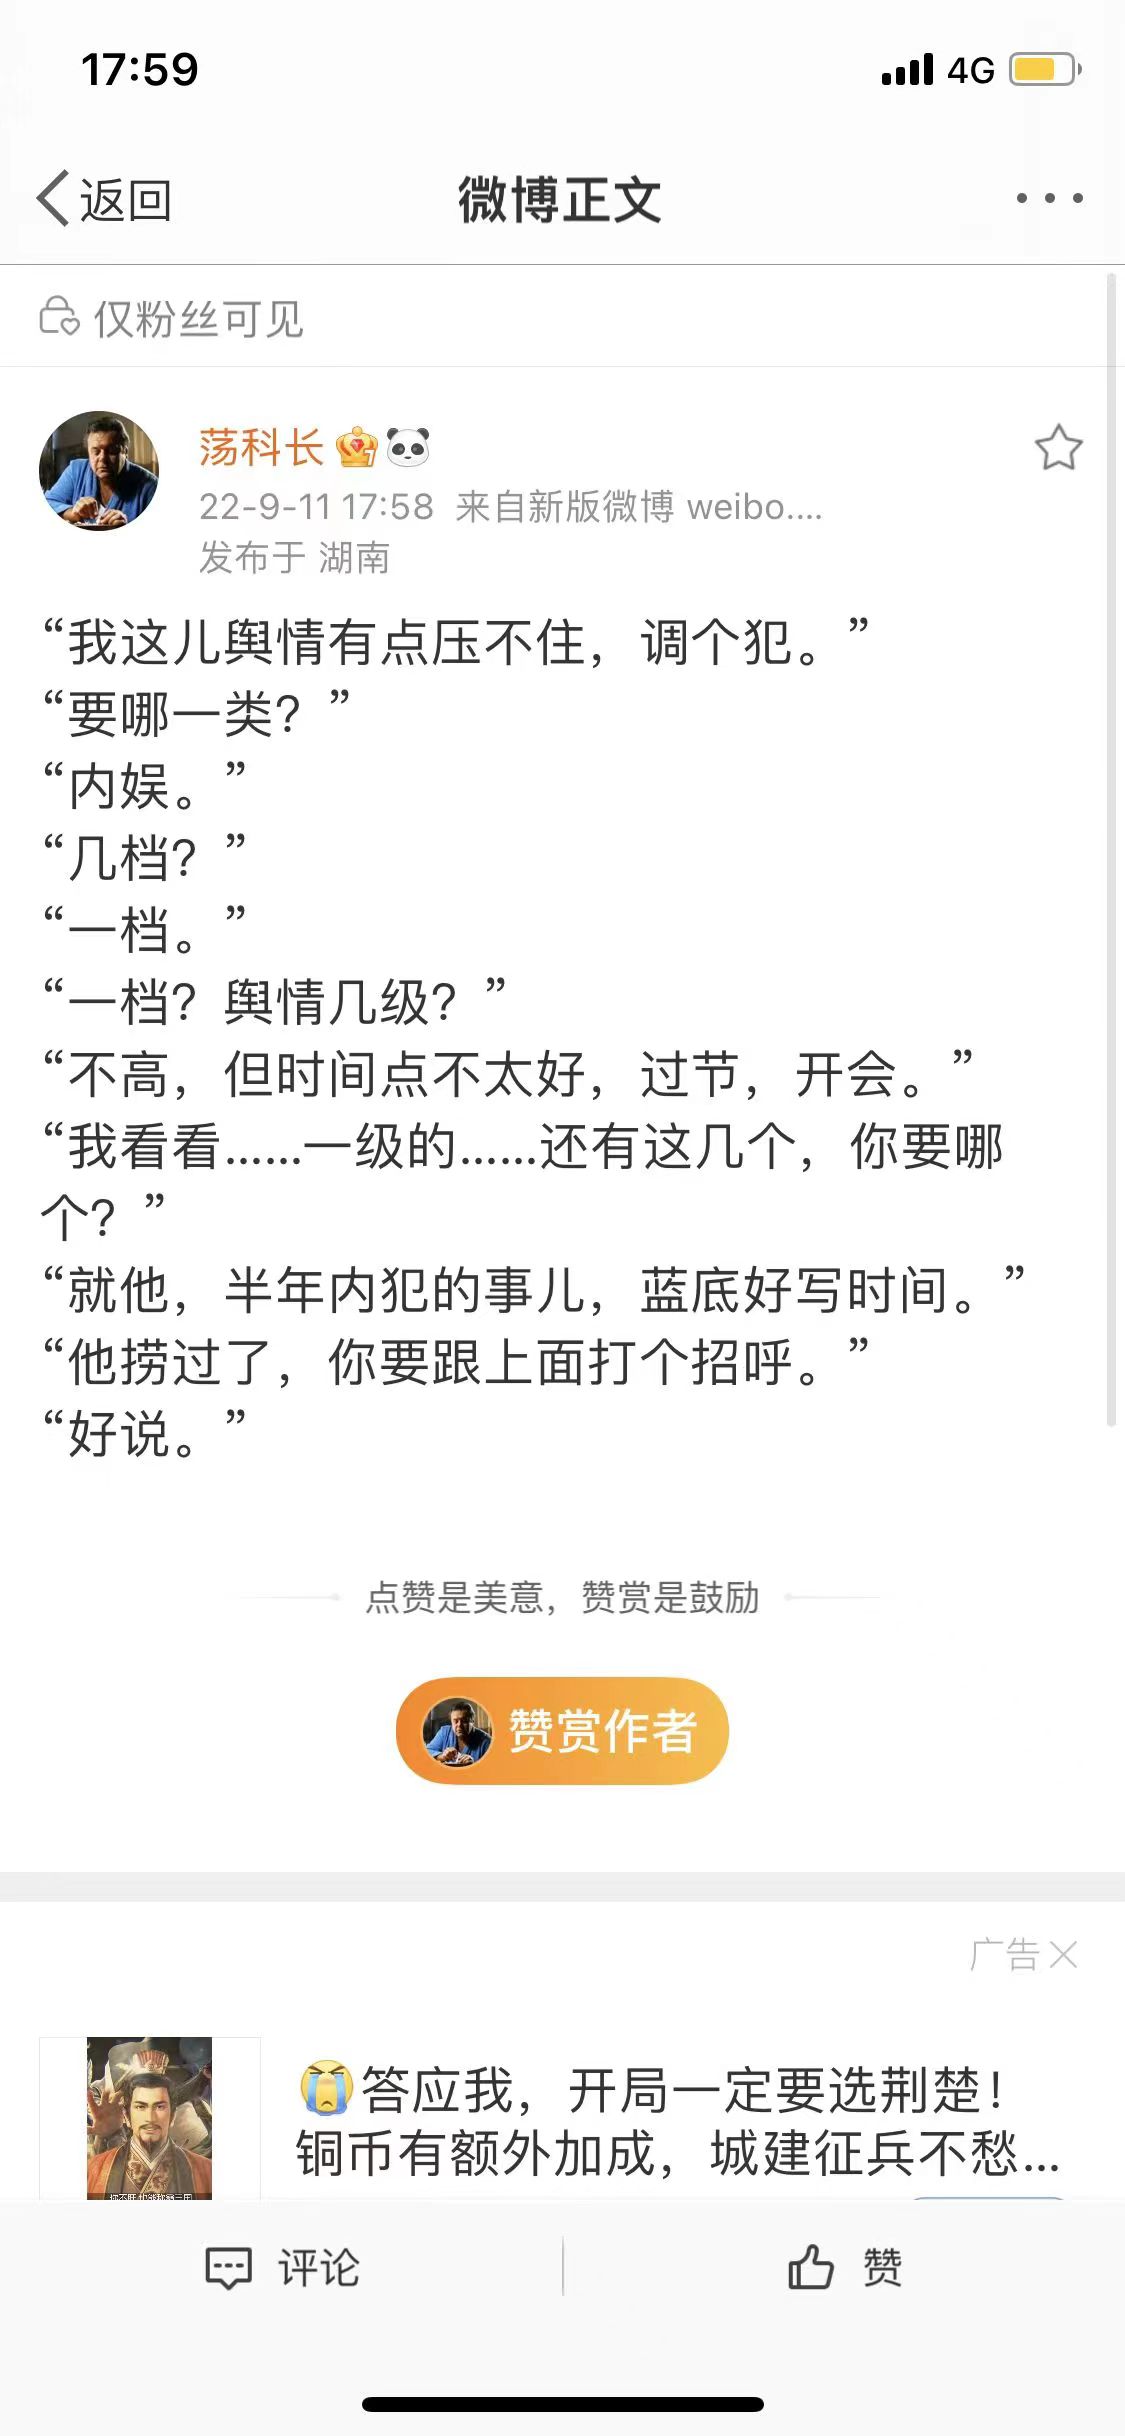 17:59
4G
返回
微博正文
仅粉丝可见
荡科长
22-9-11 17:58 来自新版微博 weibo....
发布于 湖南
“我这儿舆情有点压不住，调个犯。”
“要哪一类？”
“内娱。”
“几档？”
“一档。”
“一档？舆情几级？”
“不高，但时间点不太好，过节，开会。”
“我看看......一级的......还有这几个，你要哪
个？”
“就他，半年内犯的事儿，蓝底好写时间。”
“他捞过了，你要跟上面打个招呼。”
“好说。”
点赞是美意，赞赏是鼓励
赞赏作者
广告
😭答应我，开局一定要选荆楚！
铜币有额外加成，城建征兵不愁...
评论
赞